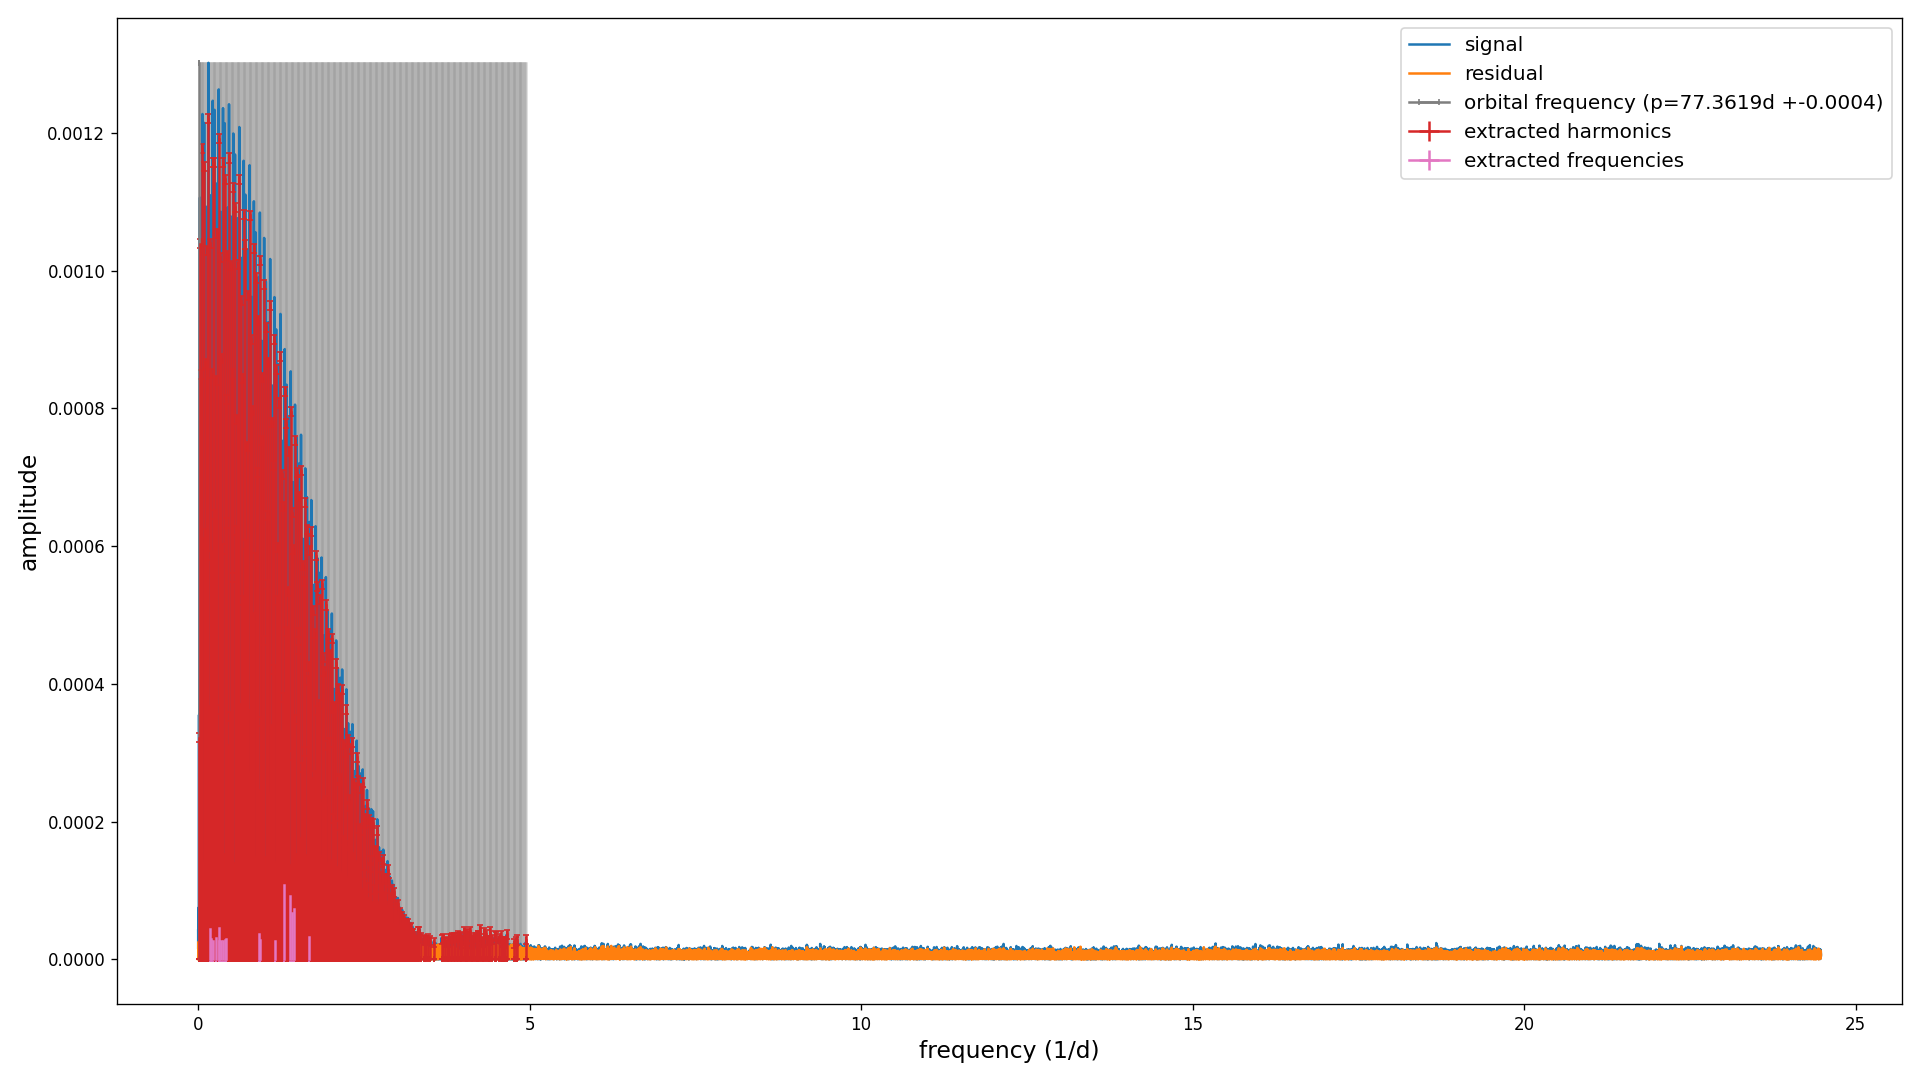 signal
residual
orbital frequency (p=77.3619d +-0.0004)
extracted harmonics
extracted frequencies
0.0012
0.0010
0.0008
0.0006
0.0004
0.0002
0.0000
amplitude
0 5 10 15 20 25
frequency (1/d)